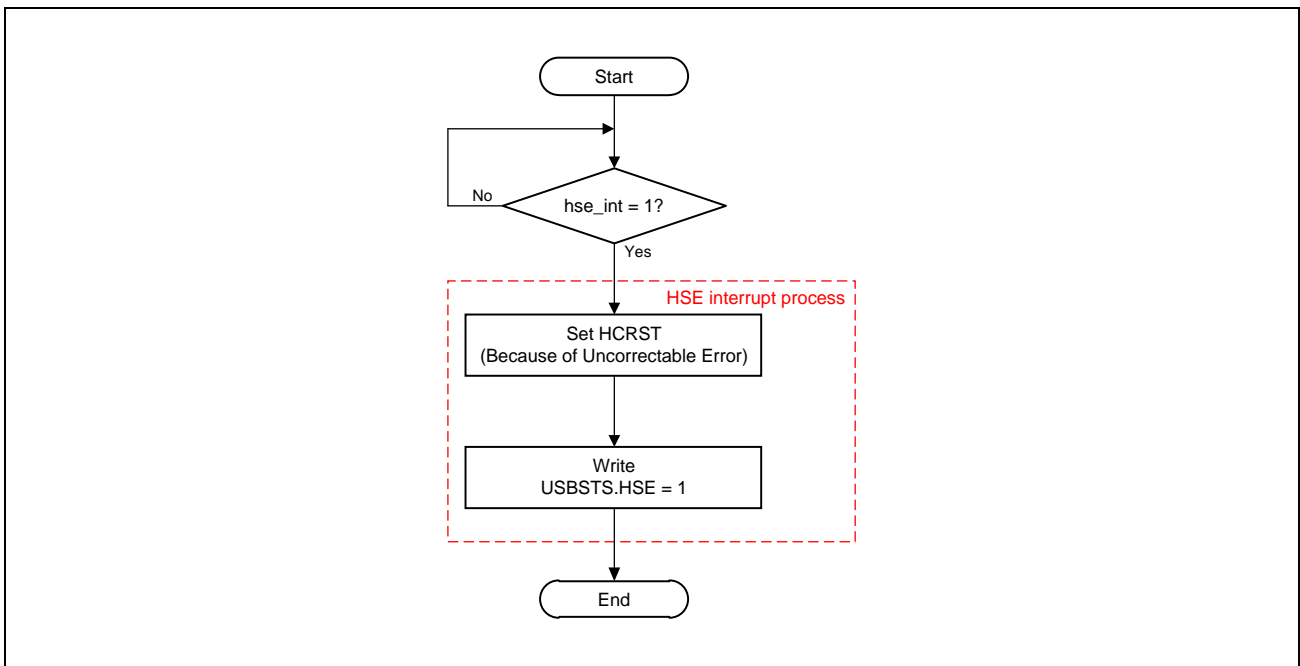 Start
No
hse_int = 1?
Yes
HSE interrupt process
Set HCRST
(Because of Uncorrectable Error)
Write
USBSTS.HSE = 1
End